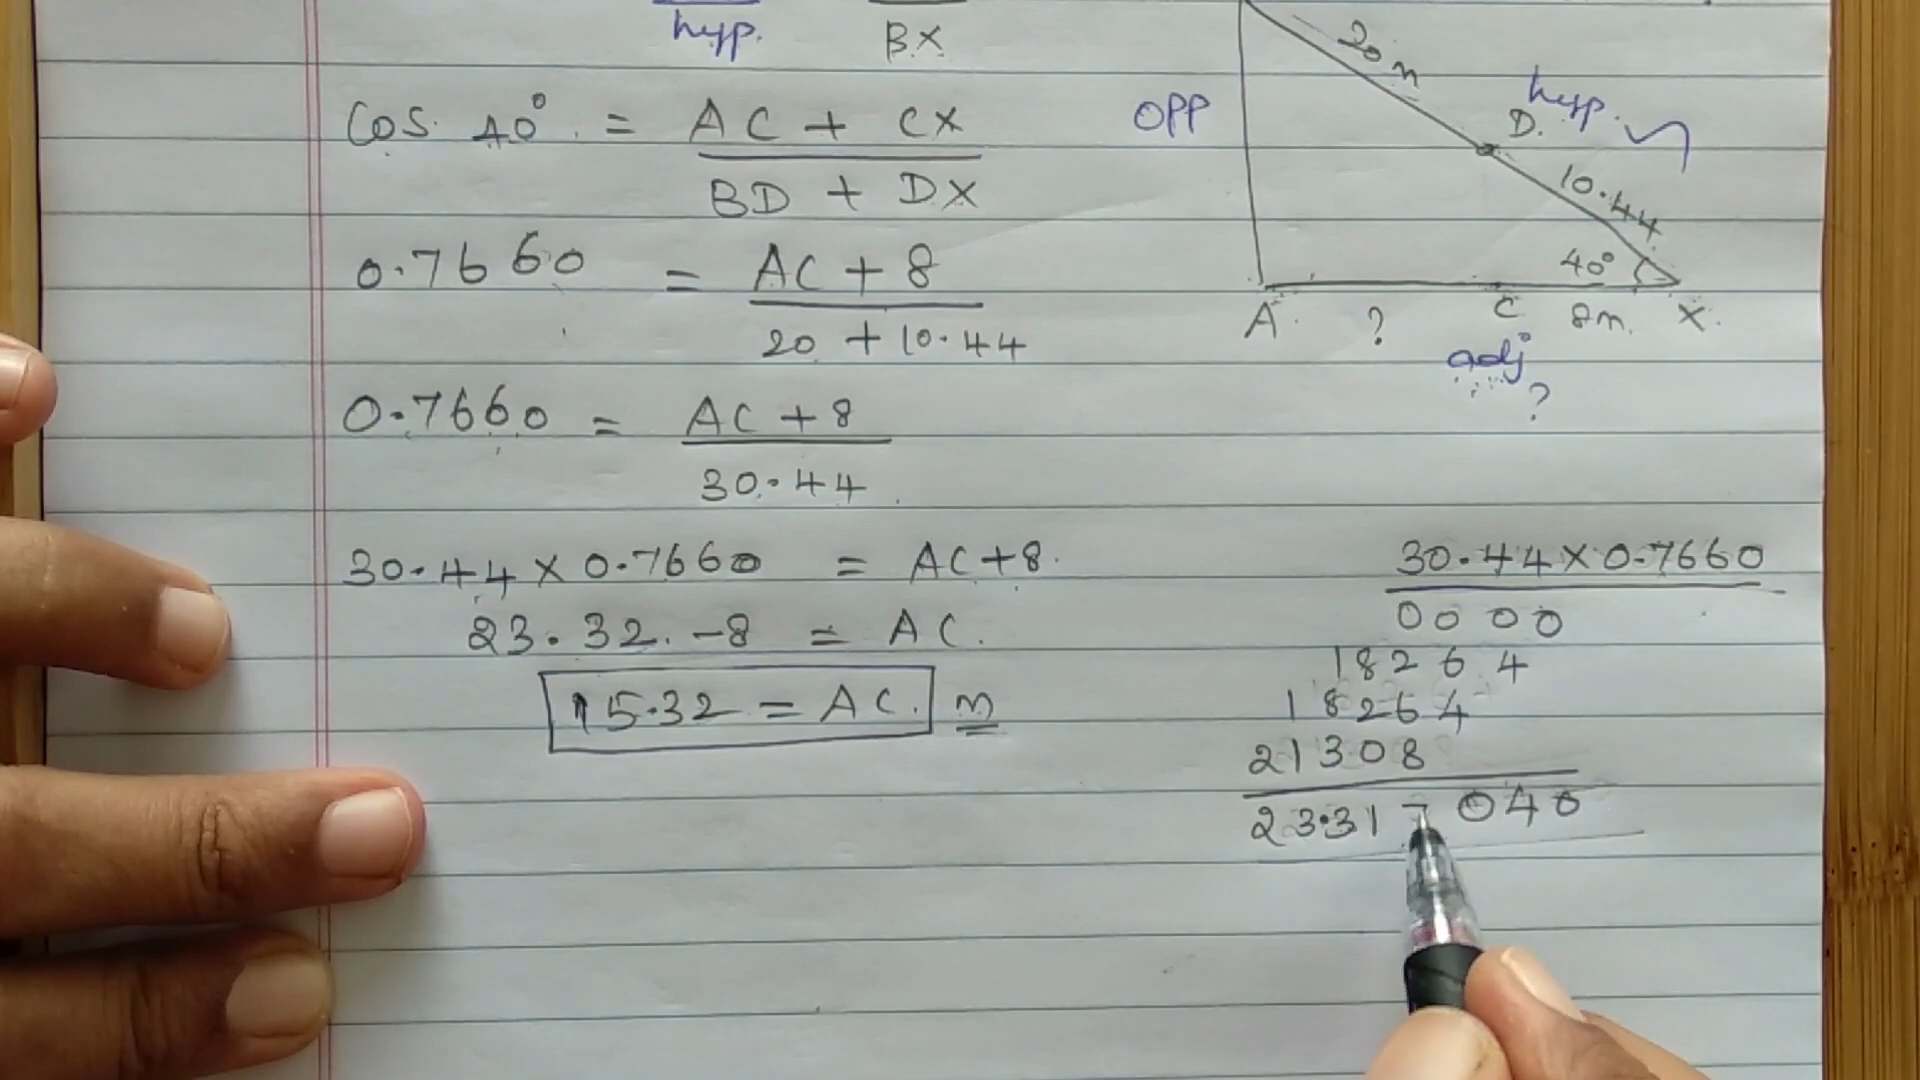 hyp. BX
Cos. 40° = AC + CX
BD + DX
0.7660 = AC + 8
20 + 10.44
0.7660 = AC + 8
30.44
30.44 × 0.7660 = AC + 8.
23.32. - 8 = AC.
15.32 = AC. m
20 m
hyp.
OPP
D.
10.44
40°
A. ? C 8m. X.
adj
?
30.44 × 0.7660
0000
18264
18264
21308
23.317040